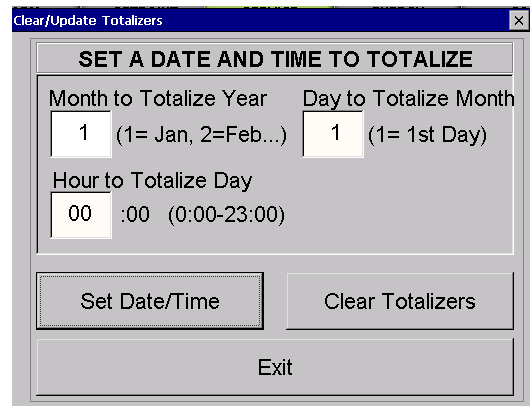 Clear/Update Totalizers
SET A DATE AND TIME TO TOTALIZE
Month to Totalize Year Day to Totalize Month
1 (1= Jan, 2=Feb...) 1 (1= 1st Day)
Hour to Totalize Day
00 :00 (0:00-23:00)
Set Date/Time Clear Totalizers
Exit